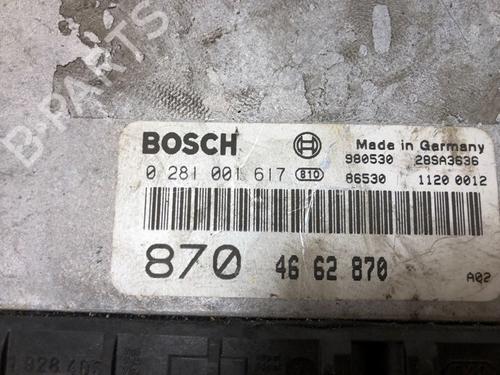 B-PARTS
BOSCH
Made in Germany
980530 28SA3636
0 281 001 617 810
86530 1120 0012
870 46 62 870
A02